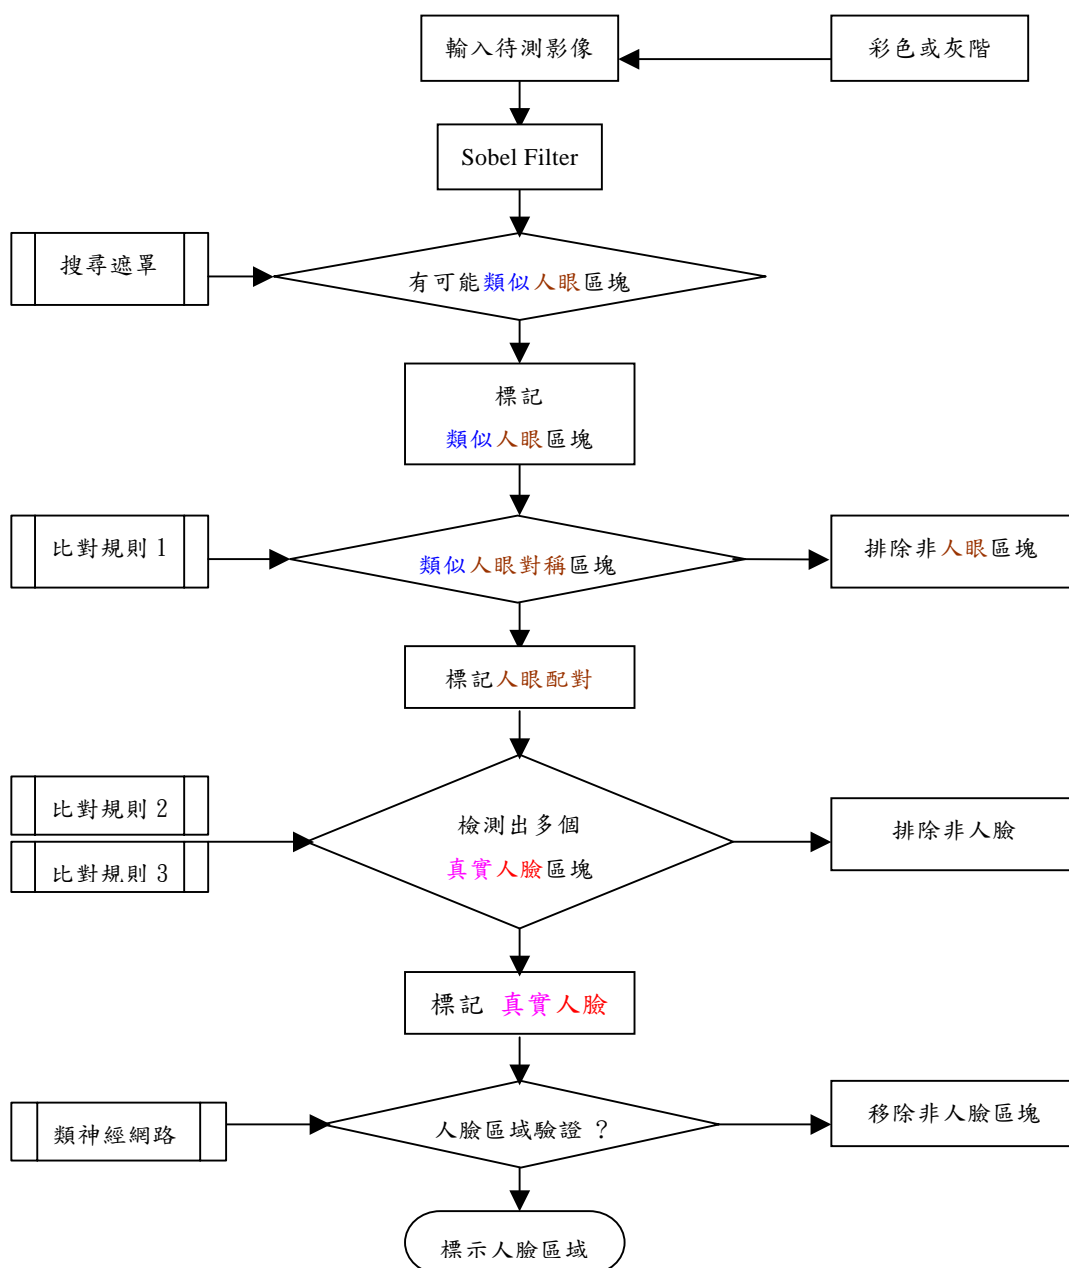 輸入待測影像
彩色或灰階
Sobel Filter
搜尋遮罩
有可能類似人眼區塊
標記
類似人眼區塊
比對規則 1
類似人眼對稱區塊
排除非人眼區塊
標記人眼配對
比對規則 2
比對規則 3
檢測出多個
真實人臉區塊
排除非人臉
標記 真實人臉
類神經網路
人臉區域驗證 ?
移除非人臉區塊
標示人臉區域